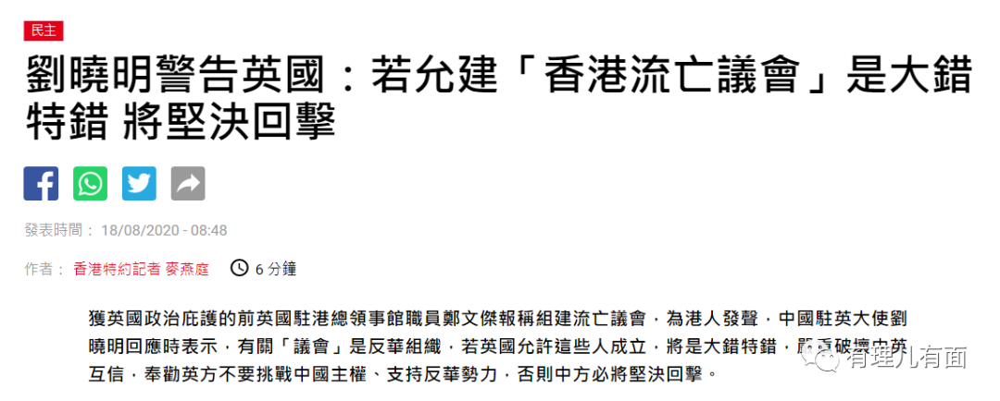 民主
劉曉明警告英國：若允建「香港流亡議會」是大錯
特錯 將堅決回擊
發表時間： 18/08/2020 - 08:48
作者： 香港特約記者 麥燕庭 6 分鐘
獲英國政治庇護的前英國駐港總領事館職員鄭文傑報稱組建流亡議會，為港人發聲，中國駐英大使劉
曉明回應時表示，有關「議會」是反華組織，若英國允許這些人成立，將是大錯特錯，嚴重破壞中英
互信，奉勸英方不要挑戰中國主權、支持反華勢力，否則中方必將堅決回擊。
有理儿有面